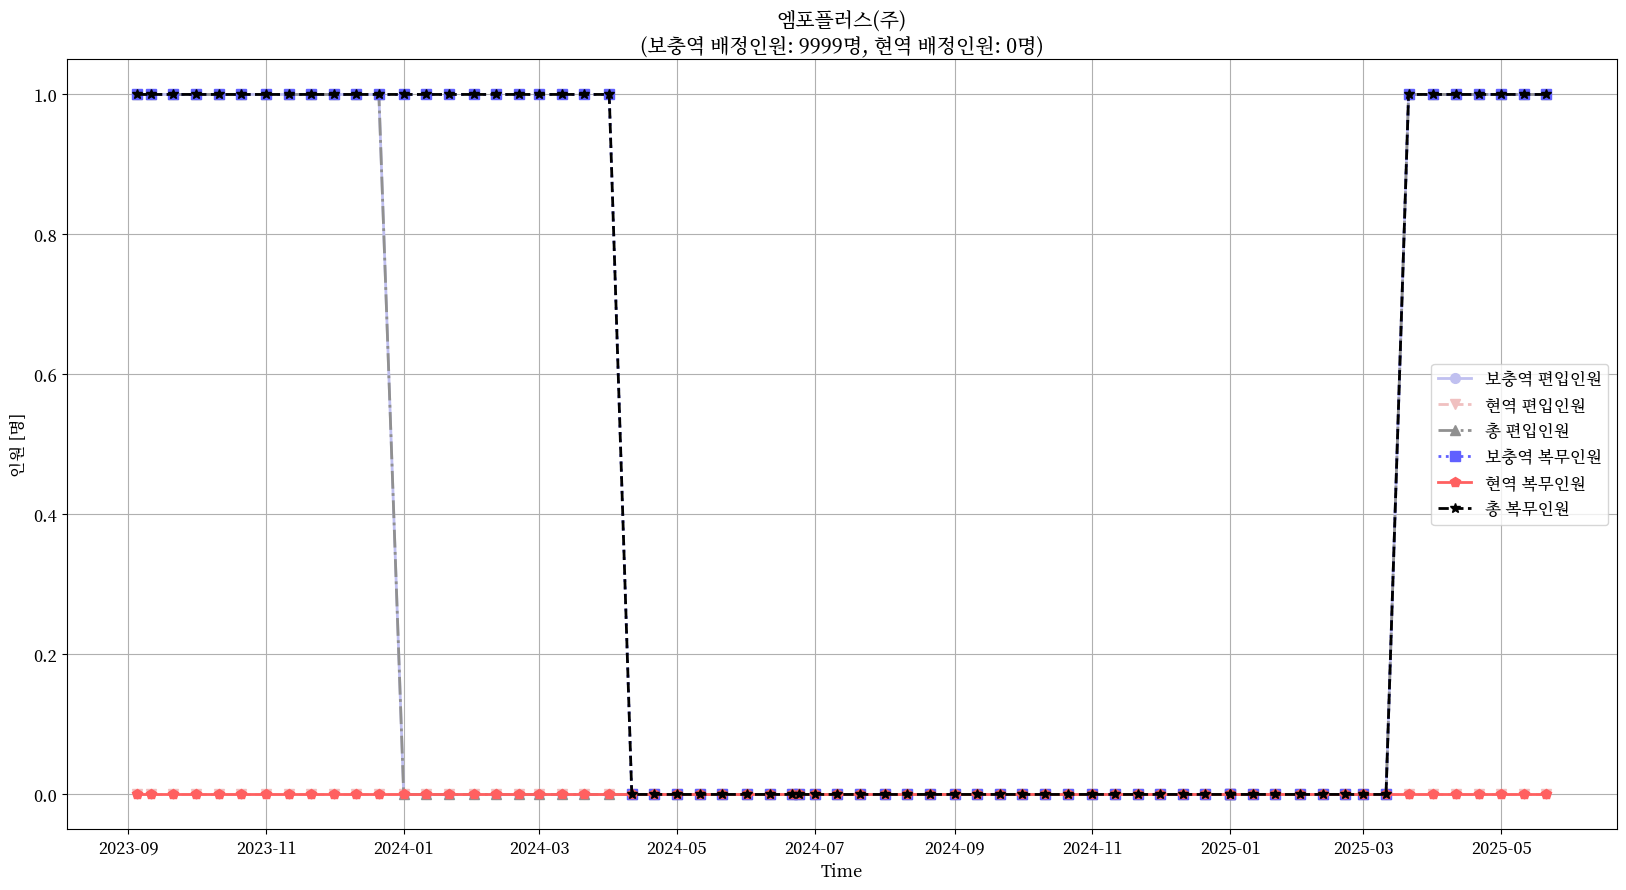 엠포플러스(주)
(보충역 배정인원: 9999명, 현역 배정인원: 0명)
인원 [명]
1.0
0.8
0.6
0.4
0.2
0.0
보충역 편입인원
현역 편입인원
총 편입인원
보충역 복무인원
현역 복무인원
총 복무인원
2023-09
2023-11
2024-01
2024-03
2024-05
2024-07
2024-09
2024-11
2025-01
2025-03
2025-05
Time